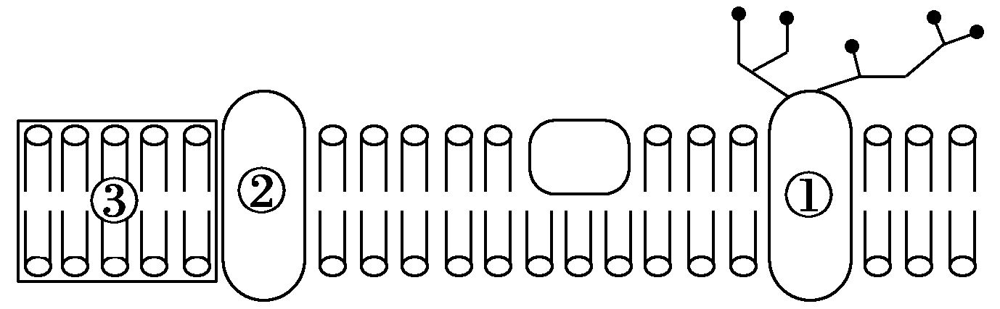 ③ ② ①